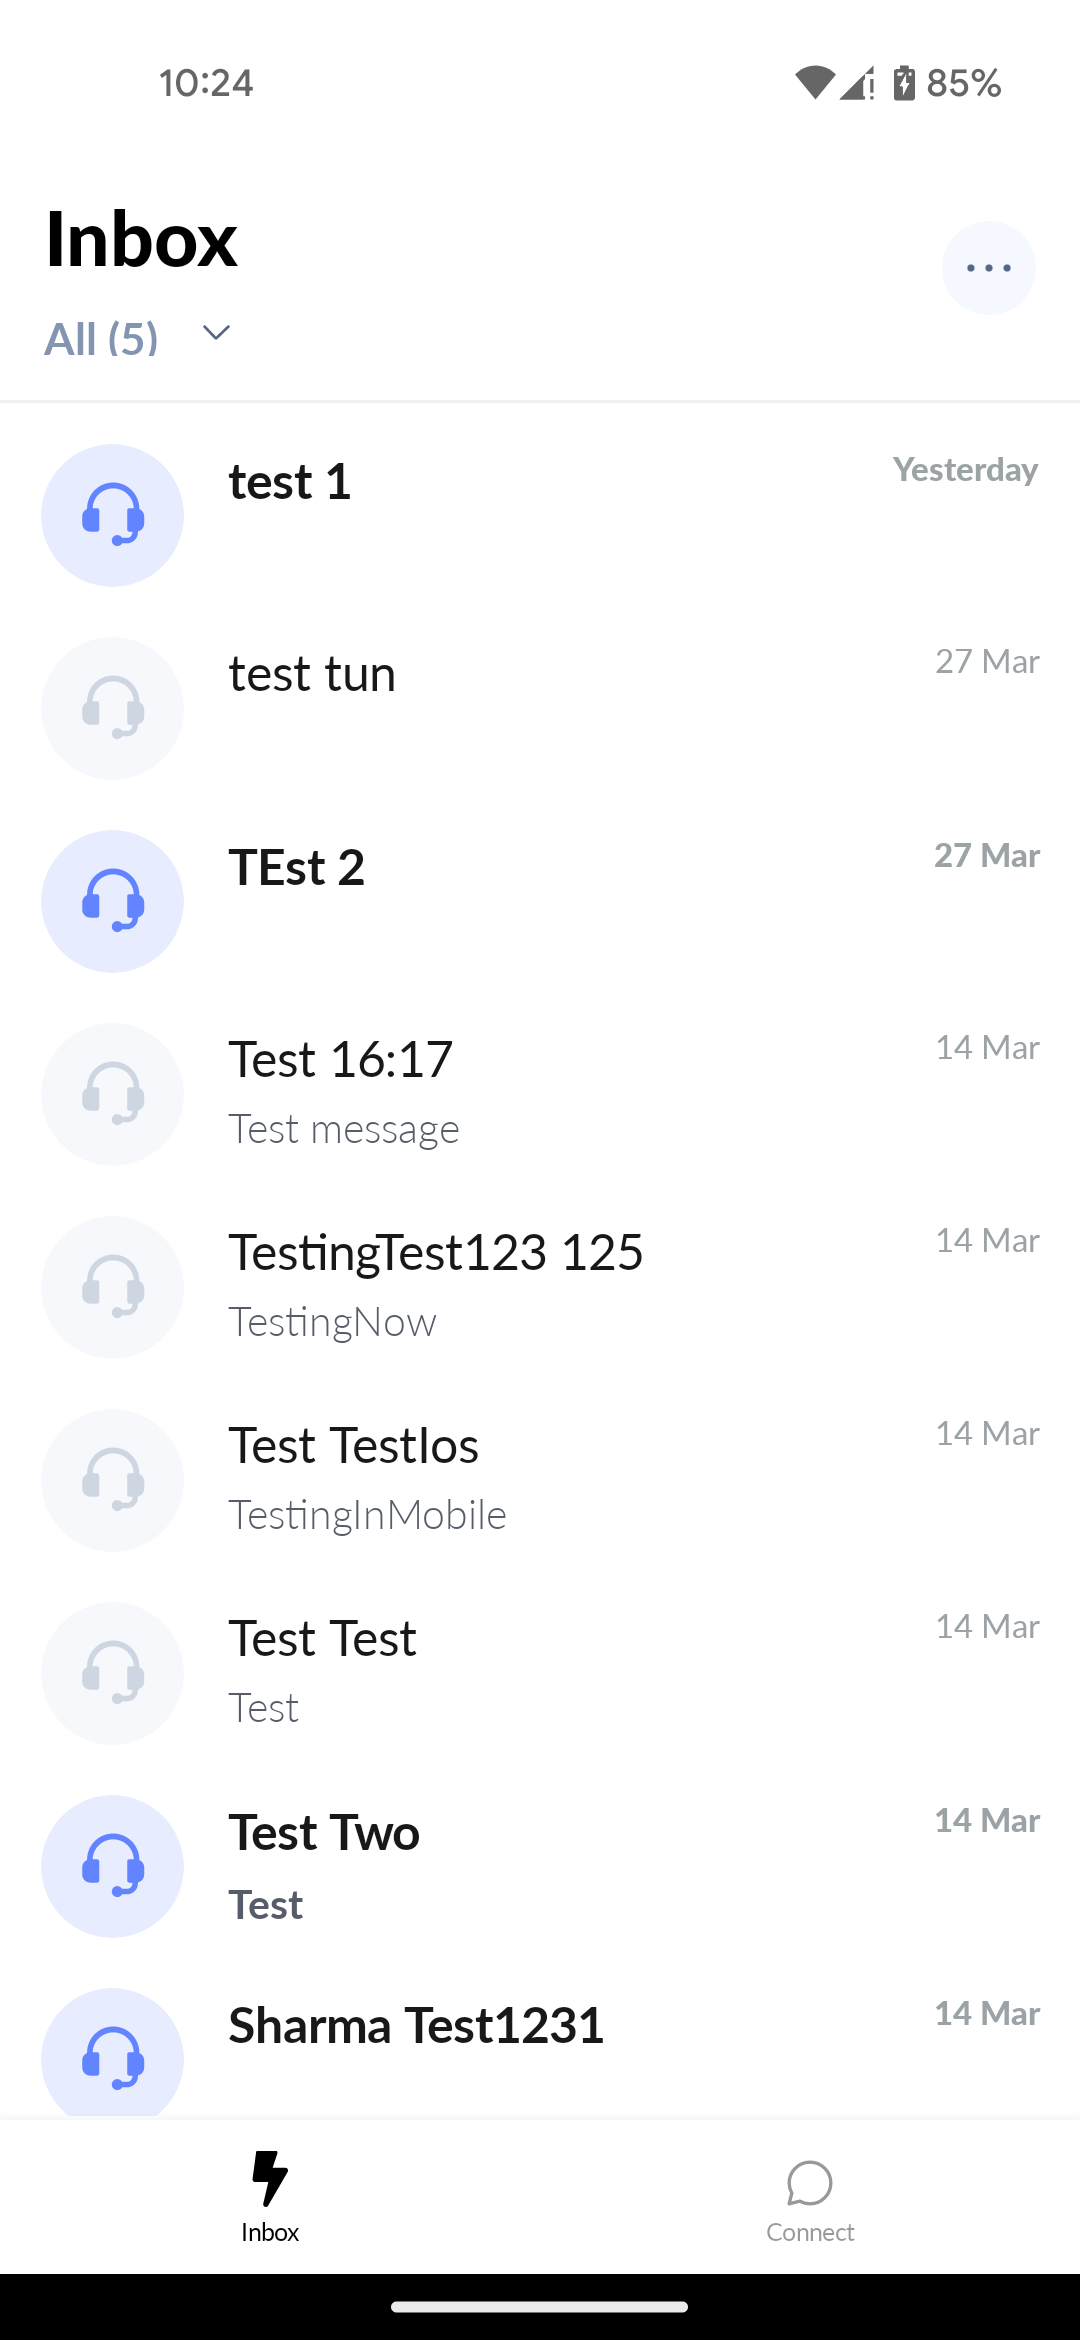 10:24
85%
Inbox
All (5)
test 1
Yesterday
test tun
27 Mar
TEst 2
27 Mar
Test 16:17
14 Mar
Test message
TestingTest123 125
14 Mar
TestingNow
Test TestIos
14 Mar
TestingInMobile
Test Test
14 Mar
Test
Test Two
14 Mar
Test
Sharma Test1231
14 Mar
Inbox
Connect